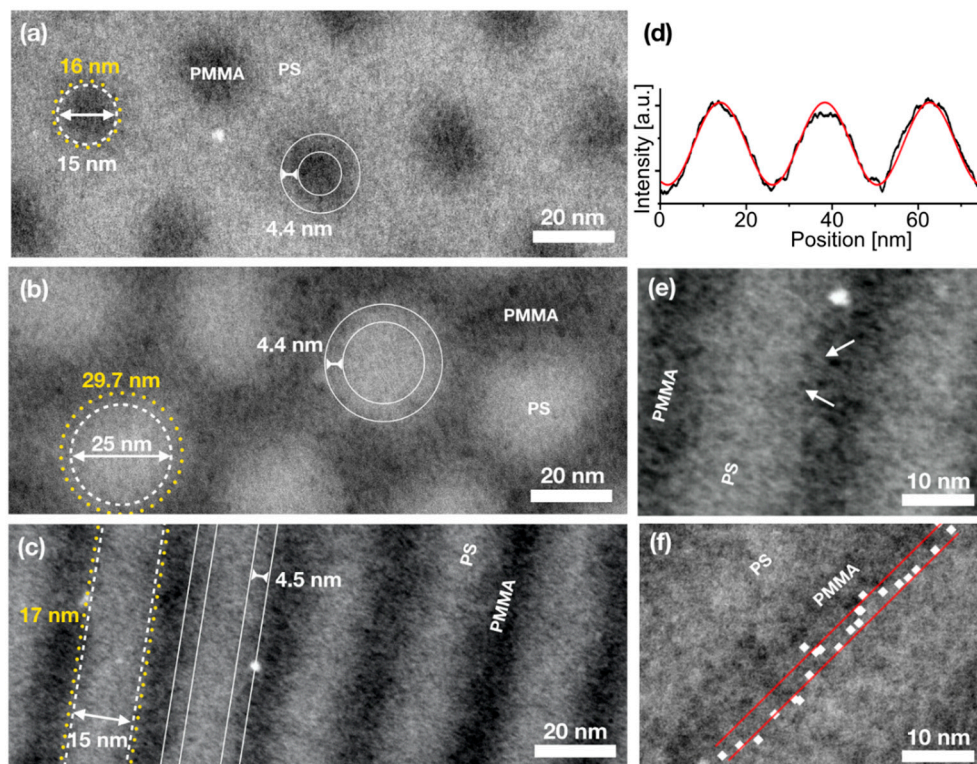 (a)
16 nm
PMMA
PS
15 nm
4.4 nm
20 nm
(b)
PMMA
4.4 nm
29.7 nm
25 nm
PS
20 nm
(c)
PS
4.5 nm
PMMA
17 nm
15 nm
20 nm
(d)
Intensity [a.u.]
0 20 40 60
Position [nm]
(e)
PMMA
PS
10 nm
(f)
PS
PMMA
10 nm